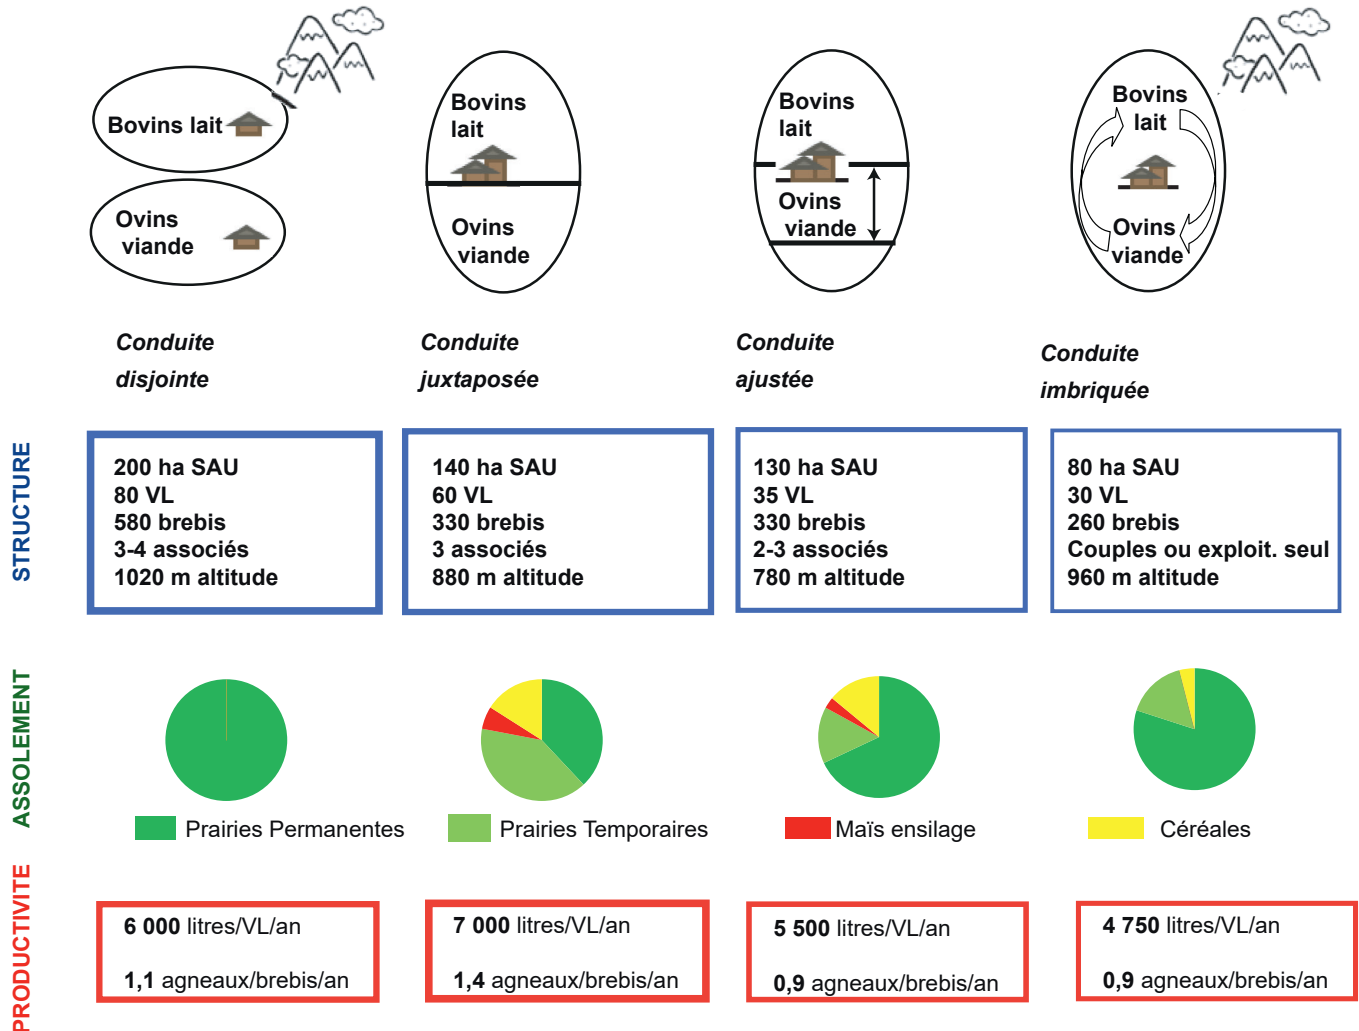 Bovins lait
Ovins
viande
Bovins
lait
Ovins
viande
Bovins
lait
Ovins
viande
Bovins
lait
Ovins
viande
Conduite
disjointe
Conduite
juxtaposée
Conduite
ajustée
Conduite
imbriquée
STRUCTURE
200 ha SAU
80 VL
580 brebis
3-4 associés
1020 m altitude
140 ha SAU
60 VL
330 brebis
3 associés
880 m altitude
130 ha SAU
35 VL
330 brebis
2-3 associés
780 m altitude
80 ha SAU
30 VL
260 brebis
Couples ou exploit. seul
960 m altitude
ASSOLEMENT
Prairies Permanentes
Prairies Temporaires
Maïs ensilage
Céréales
PRODUCTIVITE
6 000 litres/VL/an
1,1 agneaux/brebis/an
7 000 litres/VL/an
1,4 agneaux/brebis/an
5 500 litres/VL/an
0,9 agneaux/brebis/an
4 750 litres/VL/an
0,9 agneaux/brebis/an